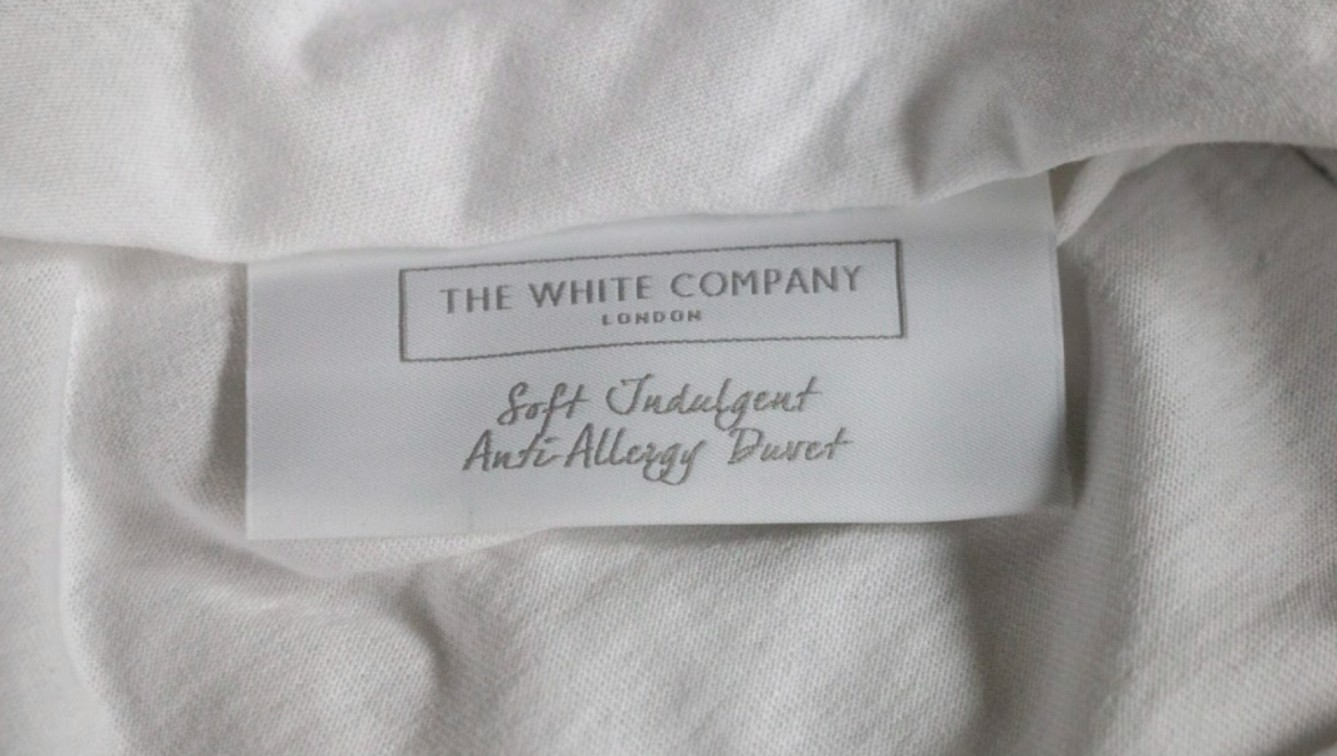 THE WHITE COMPANY
LONDON
Soft Indulgent
Anti-Allergy Duvet